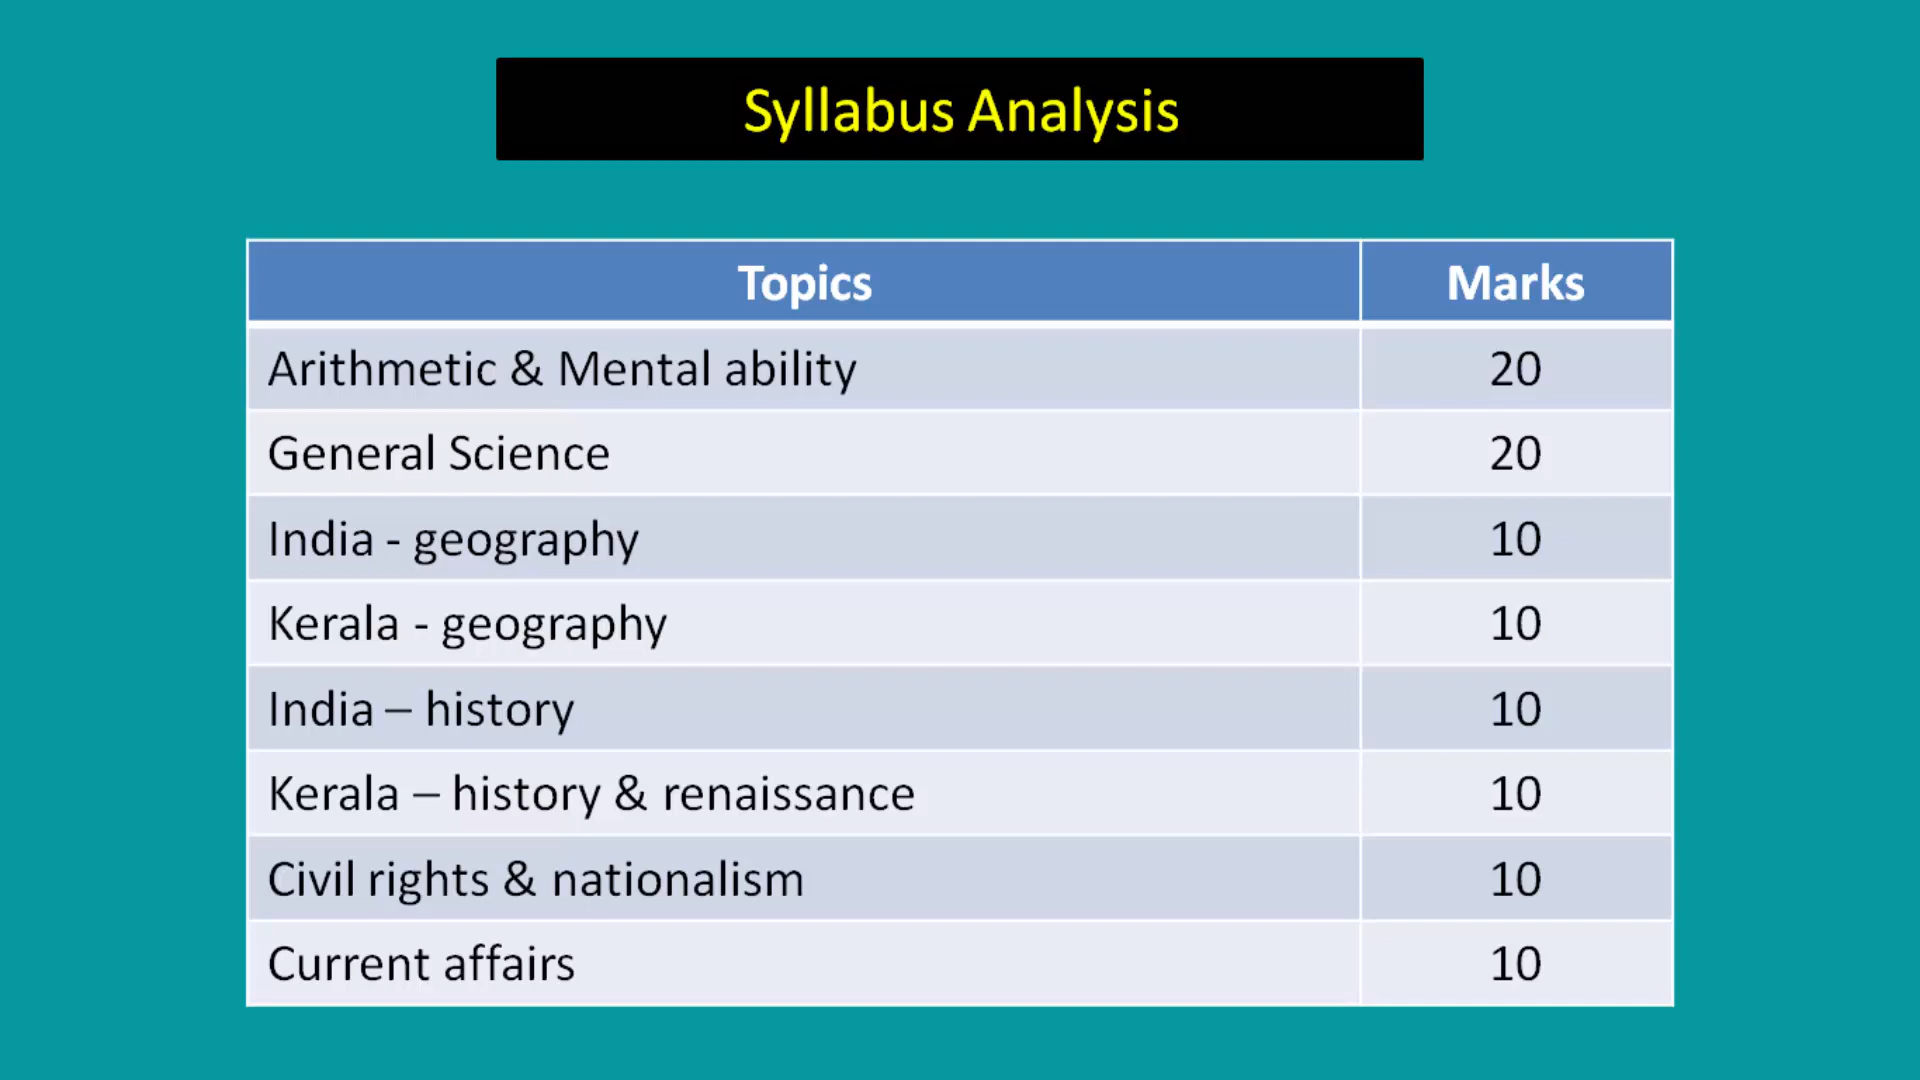 Syllabus Analysis
Topics Marks
Arithmetic & Mental ability 20
General Science 20
India - geography 10
Kerala - geography 10
India – history 10
Kerala – history & renaissance 10
Civil rights & nationalism 10
Current affairs 10